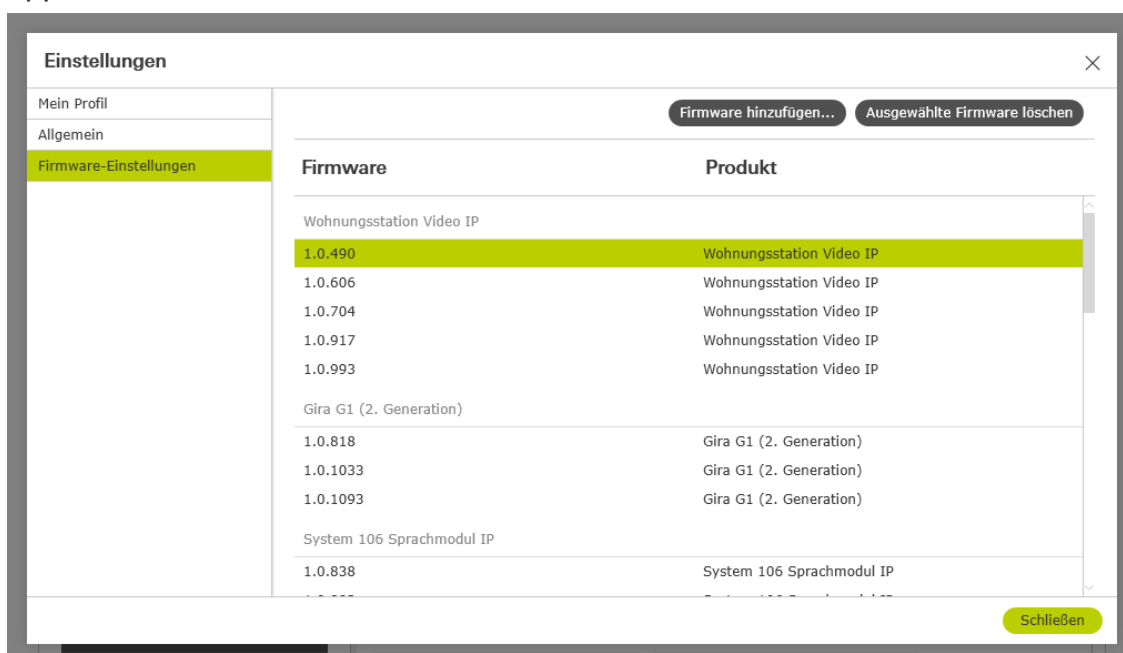 Einstellungen
Mein Profil
Allgemein
Firmware-Einstellungen
Firmware hinzufügen... Ausgewählte Firmware löschen
Firmware Produkt
Wohnungsstation Video IP
1.0.490 Wohnungsstation Video IP
1.0.606 Wohnungsstation Video IP
1.0.704 Wohnungsstation Video IP
1.0.917 Wohnungsstation Video IP
1.0.993 Wohnungsstation Video IP
Gira G1 (2. Generation)
1.0.818 Gira G1 (2. Generation)
1.0.1033 Gira G1 (2. Generation)
1.0.1093 Gira G1 (2. Generation)
System 106 Sprachmodul IP
1.0.838 System 106 Sprachmodul IP
Schließen